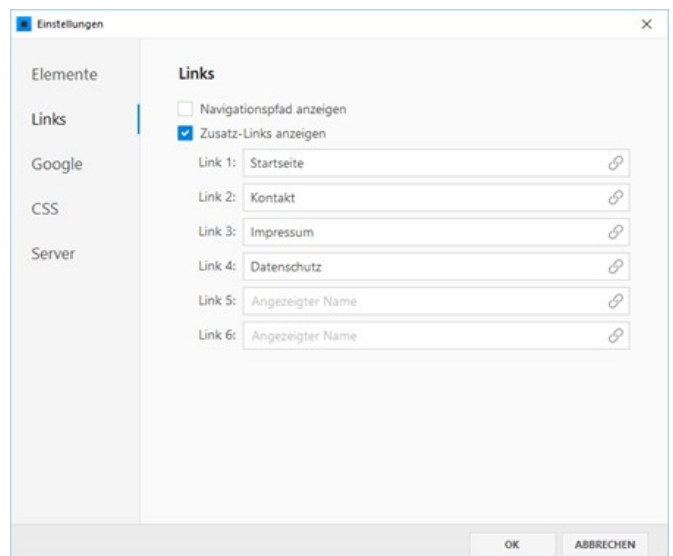 Einstellungen
Elemente
Links
Google
CSS
Server
Links
Navigationspfad anzeigen
Zusatz-Links anzeigen
Link 1: Startseite
Link 2: Kontakt
Link 3: Impressum
Link 4: Datenschutz
Link 5: Angezeigter Name
Link 6: Angezeigter Name
OK ABBRECHEN